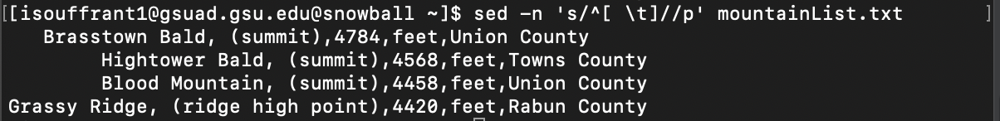 [[isouffrant1@gsuad.gsu.edu@snowball ~]$ sed -n 's/^[ \t]//p' mountainList.txt ]
   Brasstown Bald, (summit),4784,feet,Union County
        Hightower Bald, (summit),4568,feet,Towns County
        Blood Mountain, (summit),4458,feet,Union County
Grassy Ridge, (ridge high point),4420,feet,Rabun County